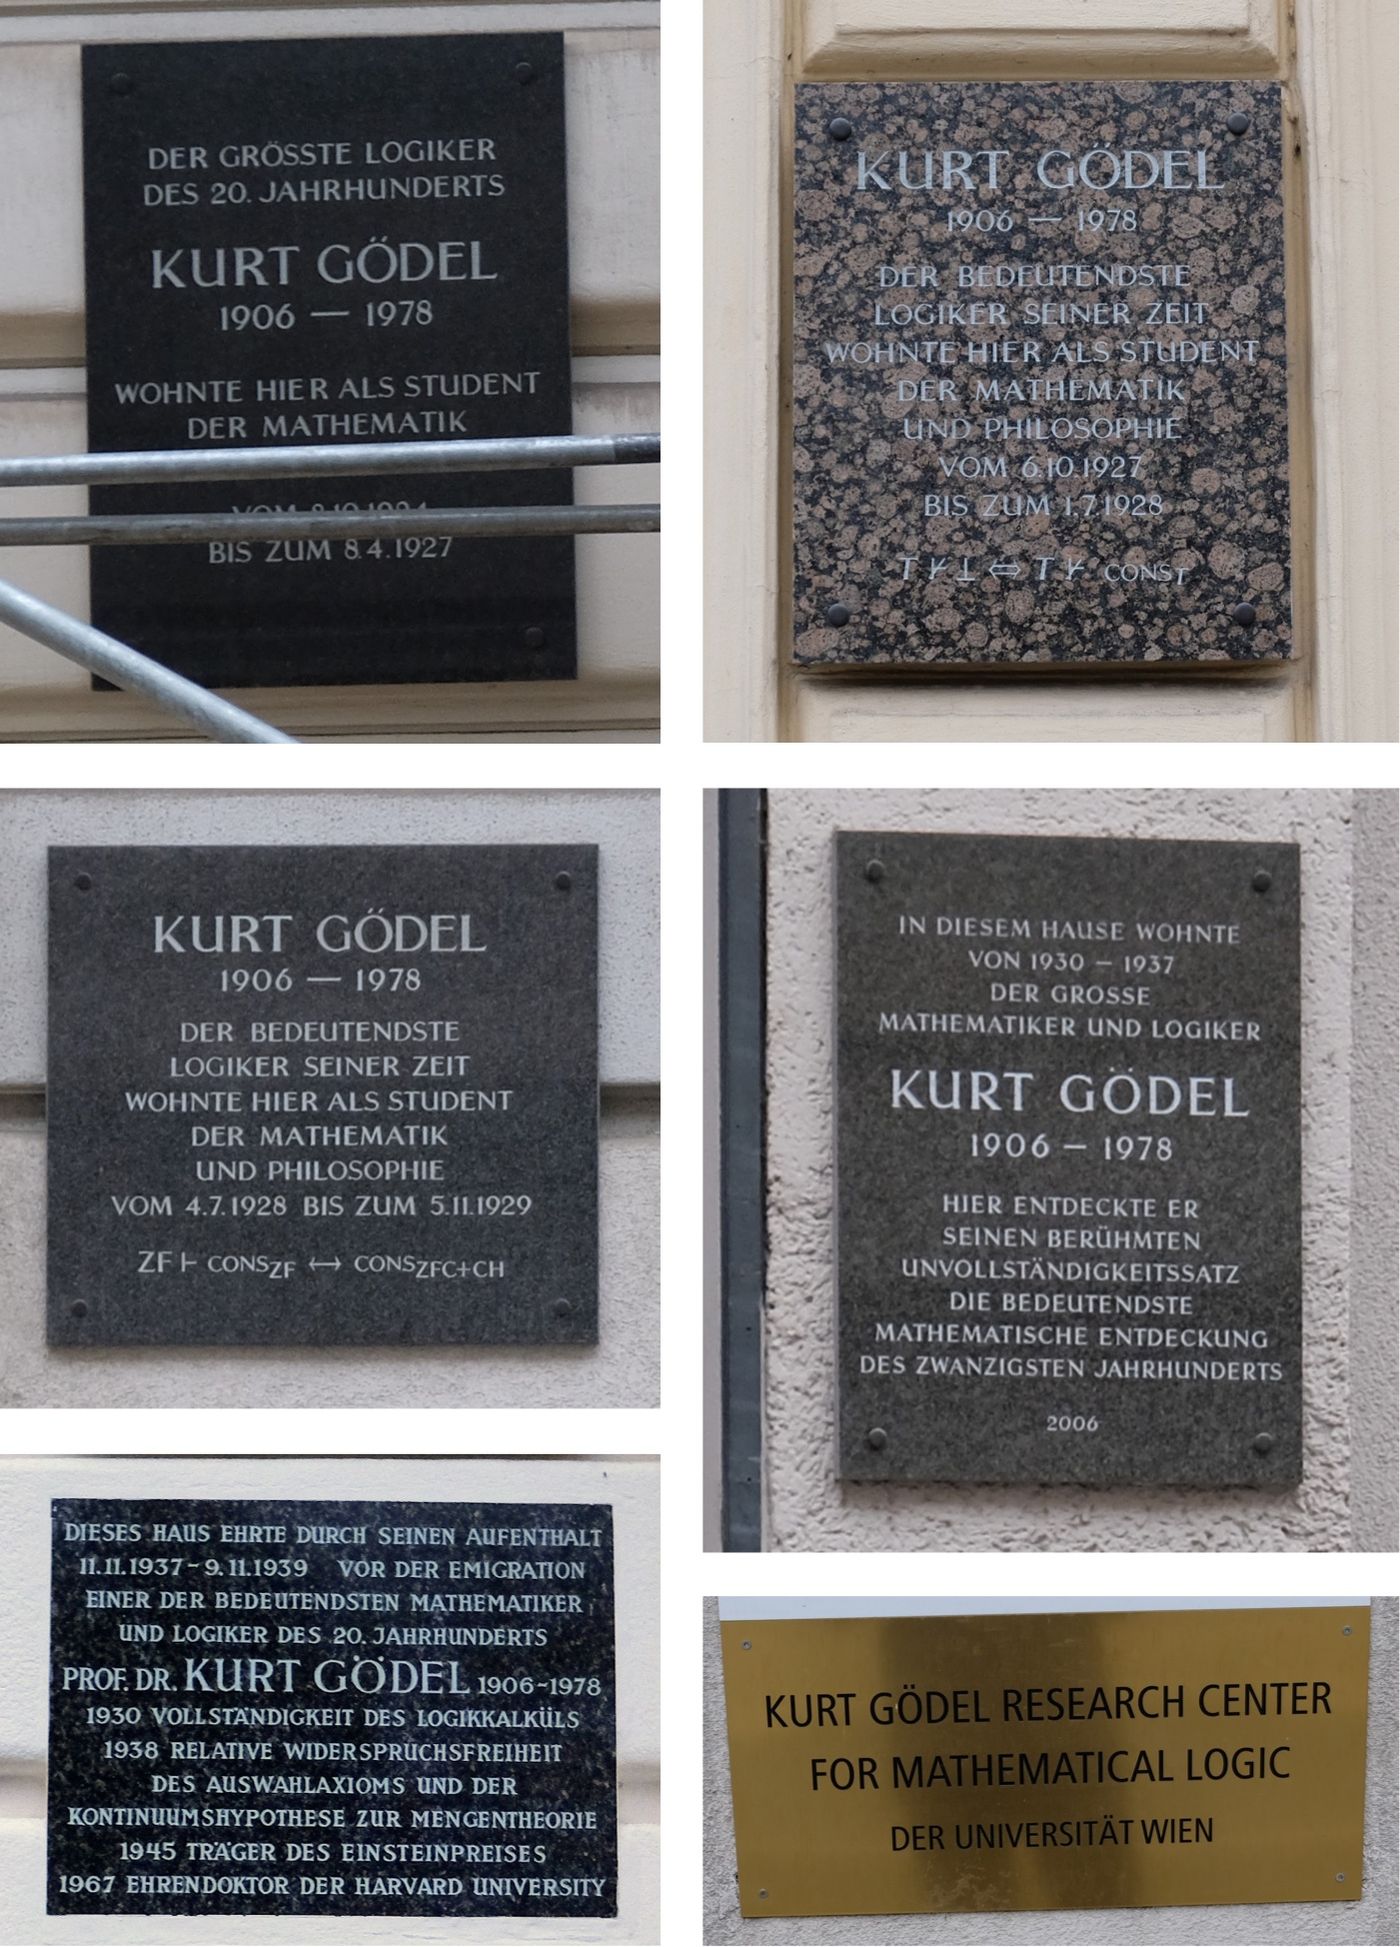 DER GRÖSSTE LOGIKER
DES 20. JAHRHUNDERTS
KURT GÖDEL
1906 — 1978
WOHNTE HIER ALS STUDENT
DER MATHEMATIK
VOM
BIS ZUM 8.4.1927
KURT GÖDEL
1906 — 1978
DER BEDEUTENDSTE
LOGIKER SEINER ZEIT
WOHNTE HIER ALS STUDENT
DER MATHEMATIK
UND PHILOSOPHIE
VOM 6.10.1927
BIS ZUM 1.7.1928
T ⊬ ⊥ ⇔ T ⊬ CONS_T
KURT GÖDEL
1906 — 1978
DER BEDEUTENDSTE
LOGIKER SEINER ZEIT
WOHNTE HIER ALS STUDENT
DER MATHEMATIK
UND PHILOSOPHIE
VOM 4.7.1928 BIS ZUM 5.11.1929
ZF ⊢ CONS_ZF ↔ CONS_ZFC+CH
IN DIESEM HAUSE WOHNTE
VON 1930 – 1937
DER GROSSE
MATHEMATIKER UND LOGIKER
KURT GÖDEL
1906 – 1978
HIER ENTDECKTE ER
SEINEN BERÜHMTEN
UNVOLLSTÄNDIGKEITSSATZ
DIE BEDEUTENDSTE
MATHEMATISCHE ENTDECKUNG
DES ZWANZIGSTEN JAHRHUNDERTS
2006
DIESES HAUS EHRTE DURCH SEINEN AUFENTHALT
11.11.1937 - 9.11.1939 VOR DER EMIGRATION
EINER DER BEDEUTENDSTEN MATHEMATIKER
UND LOGIKER DES 20. JAHRHUNDERTS
PROF. DR. KURT GÖDEL 1906-1978
1930 VOLLSTÄNDIGKEIT DES LOGIKKALKÜLS
1938 RELATIVE WIDERSPRUCHSFREIHEIT
DES AUSWAHLAXIOMS UND DER
KONTINUUMSHYPOTHESE ZUR MENGENTHEORIE
1945 TRÄGER DES EINSTEINPREISES
1967 EHRENDOKTOR DER HARVARD UNIVERSITY
KURT GÖDEL RESEARCH CENTER
FOR MATHEMATICAL LOGIC
DER UNIVERSITÄT WIEN